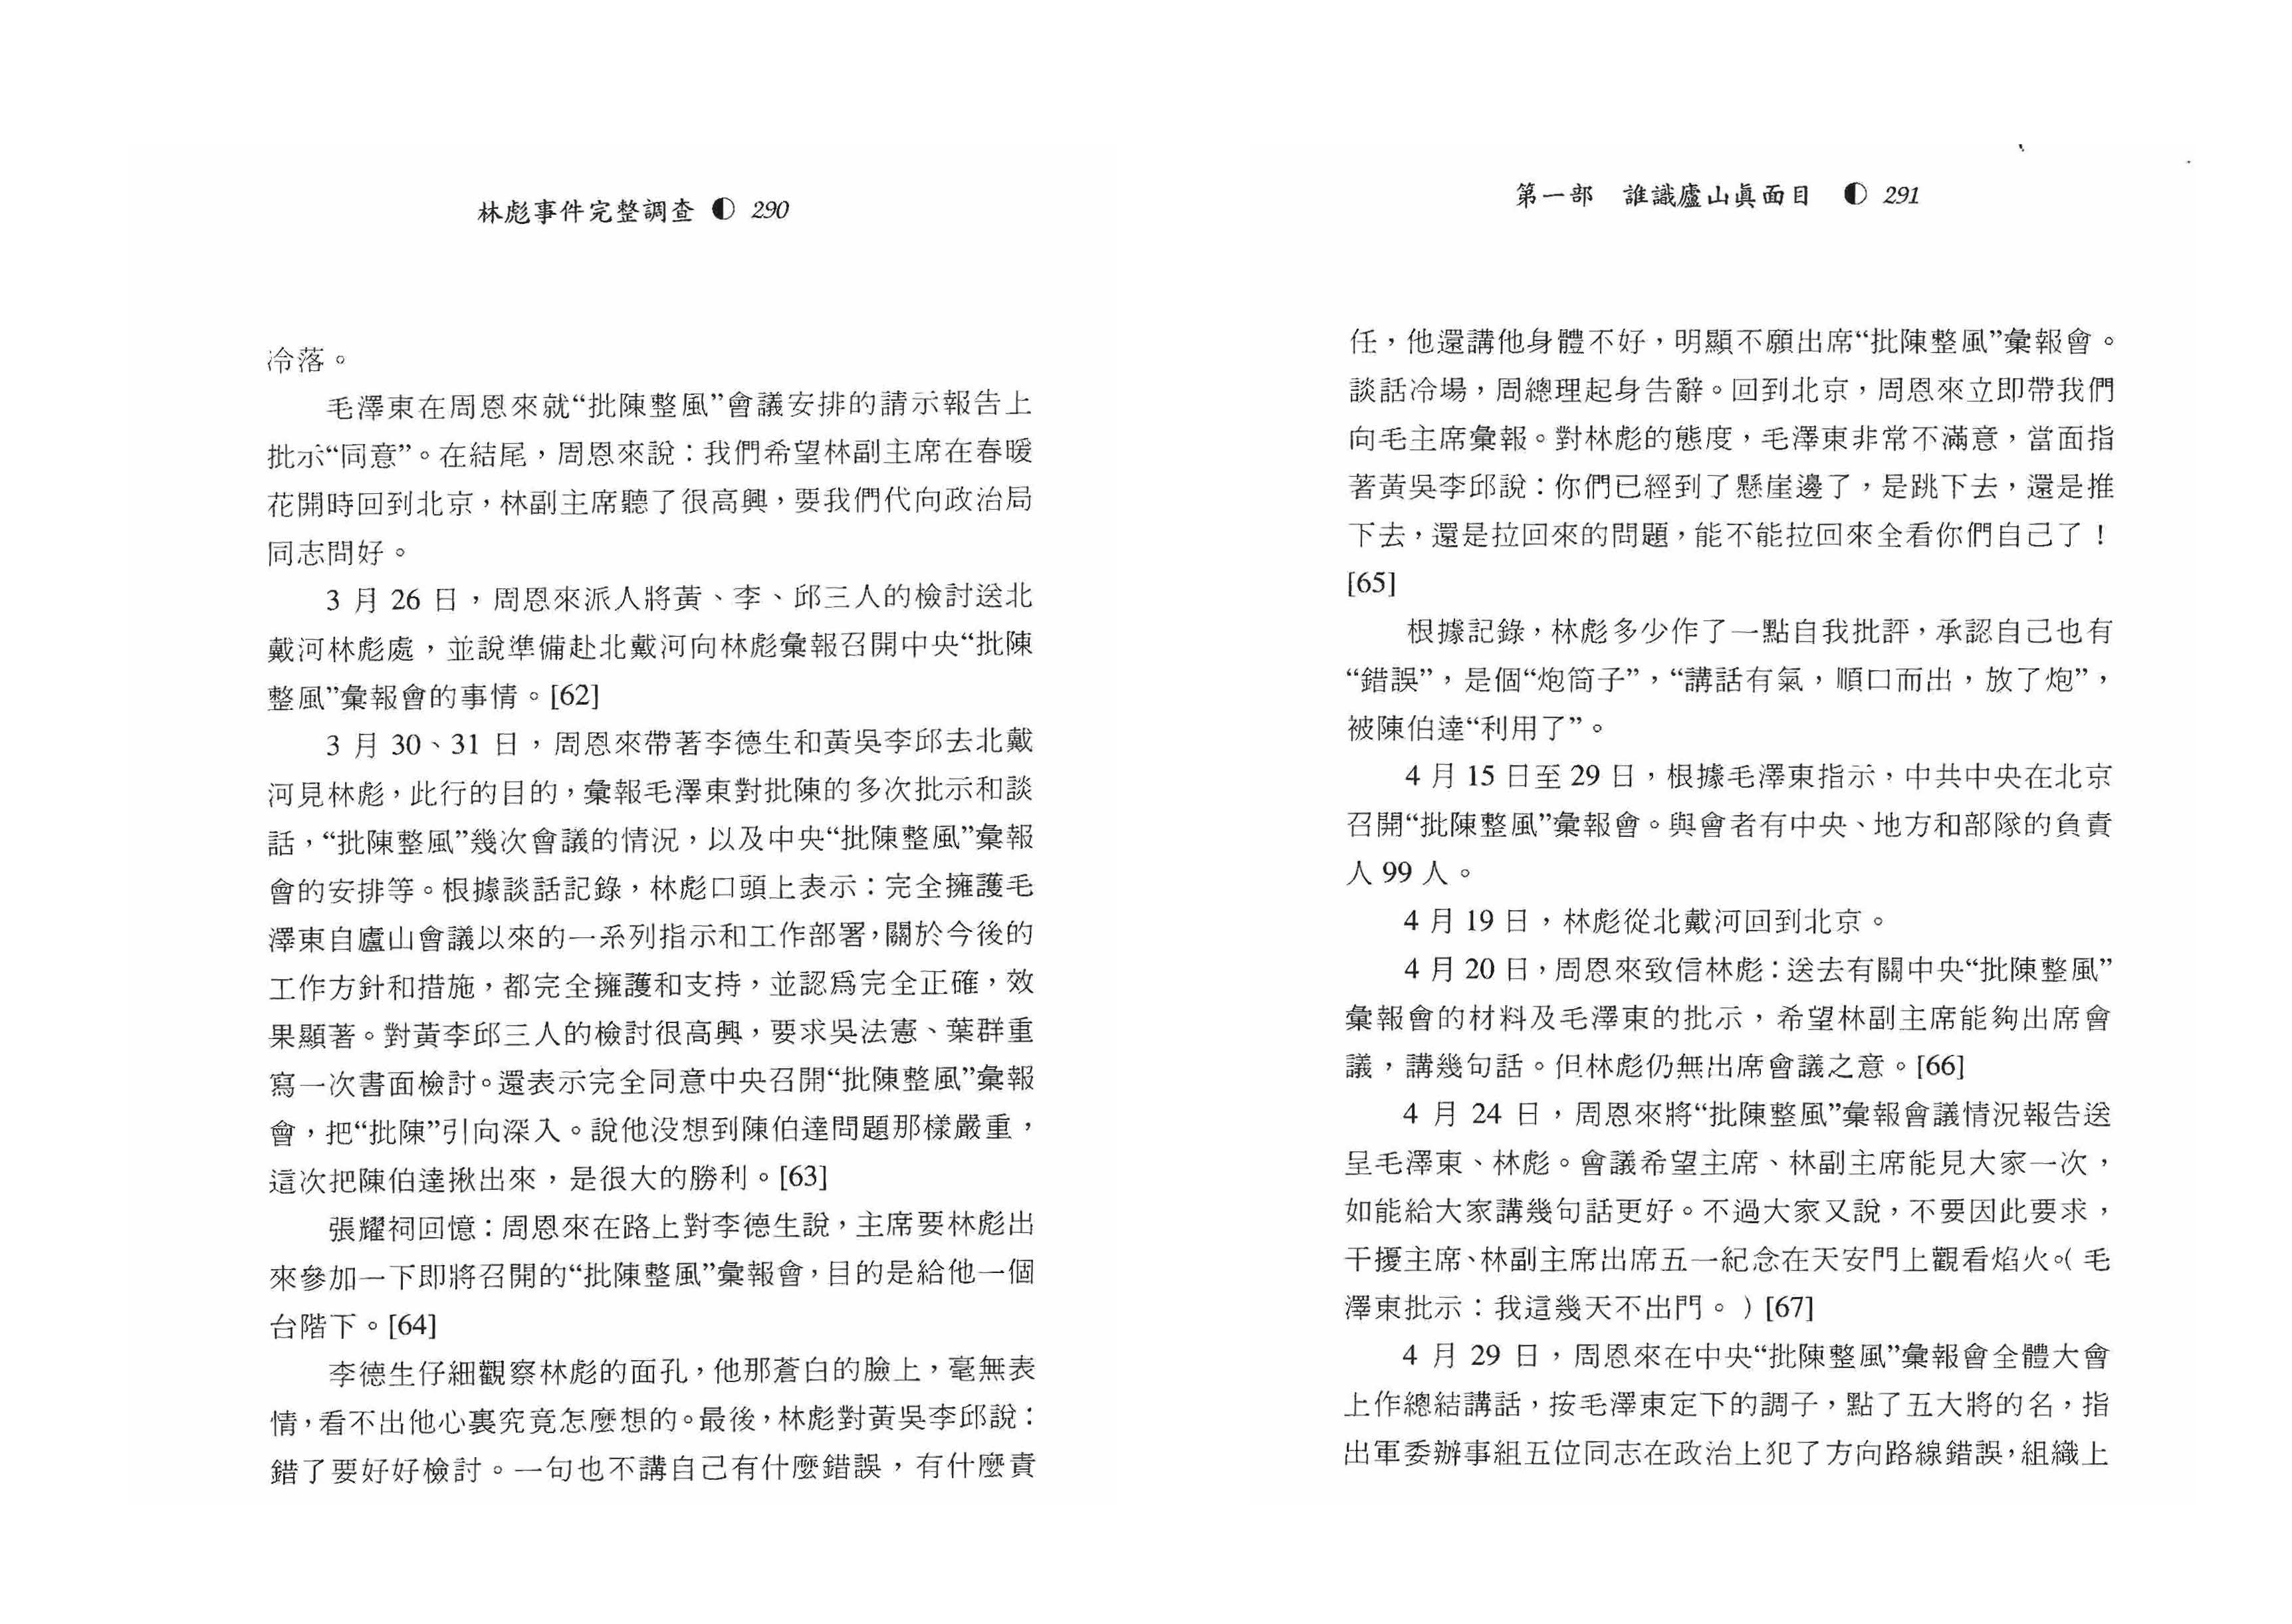 林彪事件完整調查 ◐ 290
冷落。
毛澤東在周恩來就“批陳整風”會議安排的請示報告上
批示“同意”。在結尾，周恩來說：我們希望林副主席在春暖
花開時回到北京，林副主席聽了很高興，要我們代向政治局
同志問好。
3 月 26 日，周恩來派人將黃、李、邱三人的檢討送北
戴河林彪處，並說準備赴北戴河向林彪彙報召開中央“批陳
整風”彙報會的事情。[62]
3 月 30、31 日，周恩來帶著李德生和黃吳李邱去北戴
河見林彪，此行的目的，彙報毛澤東對批陳的多次批示和談
話，“批陳整風”幾次會議的情況，以及中央“批陳整風”彙報
會的安排等。根據談話記錄，林彪口頭上表示：完全擁護毛
澤東自廬山會議以來的一系列指示和工作部署，關於今後的
工作方針和措施，都完全擁護和支持，並認爲完全正確，效
果顯著。對黃李邱三人的檢討很高興，要求吳法憲、葉群重
寫一次書面檢討。還表示完全同意中央召開“批陳整風”彙報
會，把“批陳”引向深入。說他没想到陳伯達問題那樣嚴重，
這次把陳伯達揪出來，是很大的勝利。[63]
張耀祠回憶：周恩來在路上對李德生說，主席要林彪出
來參加一下即將召開的“批陳整風”彙報會，目的是給他一個
台階下。[64]
李德生仔細觀察林彪的面孔，他那蒼白的臉上，毫無表
情，看不出他心裏究竟怎麼想的。最後，林彪對黃吳李邱說：
錯了要好好檢討。一句也不講自己有什麼錯誤，有什麼責
第一部　誰識廬山眞面目 ◐ 291
任，他還講他身體不好，明顯不願出席“批陳整風”彙報會。
談話冷場，周總理起身告辭。回到北京，周恩來立即帶我們
向毛主席彙報。對林彪的態度，毛澤東非常不滿意，當面指
著黃吳李邱說：你們已經到了懸崖邊了，是跳下去，還是推
下去，還是拉回來的問題，能不能拉回來全看你們自己了！
[65]
根據記錄，林彪多少作了一點自我批評，承認自己也有
“錯誤”，是個“炮筒子”，“講話有氣，順口而出，放了炮”，
被陳伯達“利用了”。
4 月 15 日至 29 日，根據毛澤東指示，中共中央在北京
召開“批陳整風”彙報會。與會者有中央、地方和部隊的負責
人 99 人。
4 月 19 日，林彪從北戴河回到北京。
4 月 20 日，周恩來致信林彪：送去有關中央“批陳整風”
彙報會的材料及毛澤東的批示，希望林副主席能夠出席會
議，講幾句話。但林彪仍無出席會議之意。[66]
4 月 24 日，周恩來將“批陳整風”彙報會議情況報告送
呈毛澤東、林彪。會議希望主席、林副主席能見大家一次，
如能給大家講幾句話更好。不過大家又說，不要因此要求，
干擾主席、林副主席出席五一紀念在天安門上觀看焰火。（毛
澤東批示：我這幾天不出門。）[67]
4 月 29 日，周恩來在中央“批陳整風”彙報會全體大會
上作總結講話，按毛澤東定下的調子，點了五大將的名，指
出軍委辦事組五位同志在政治上犯了方向路線錯誤，組織上